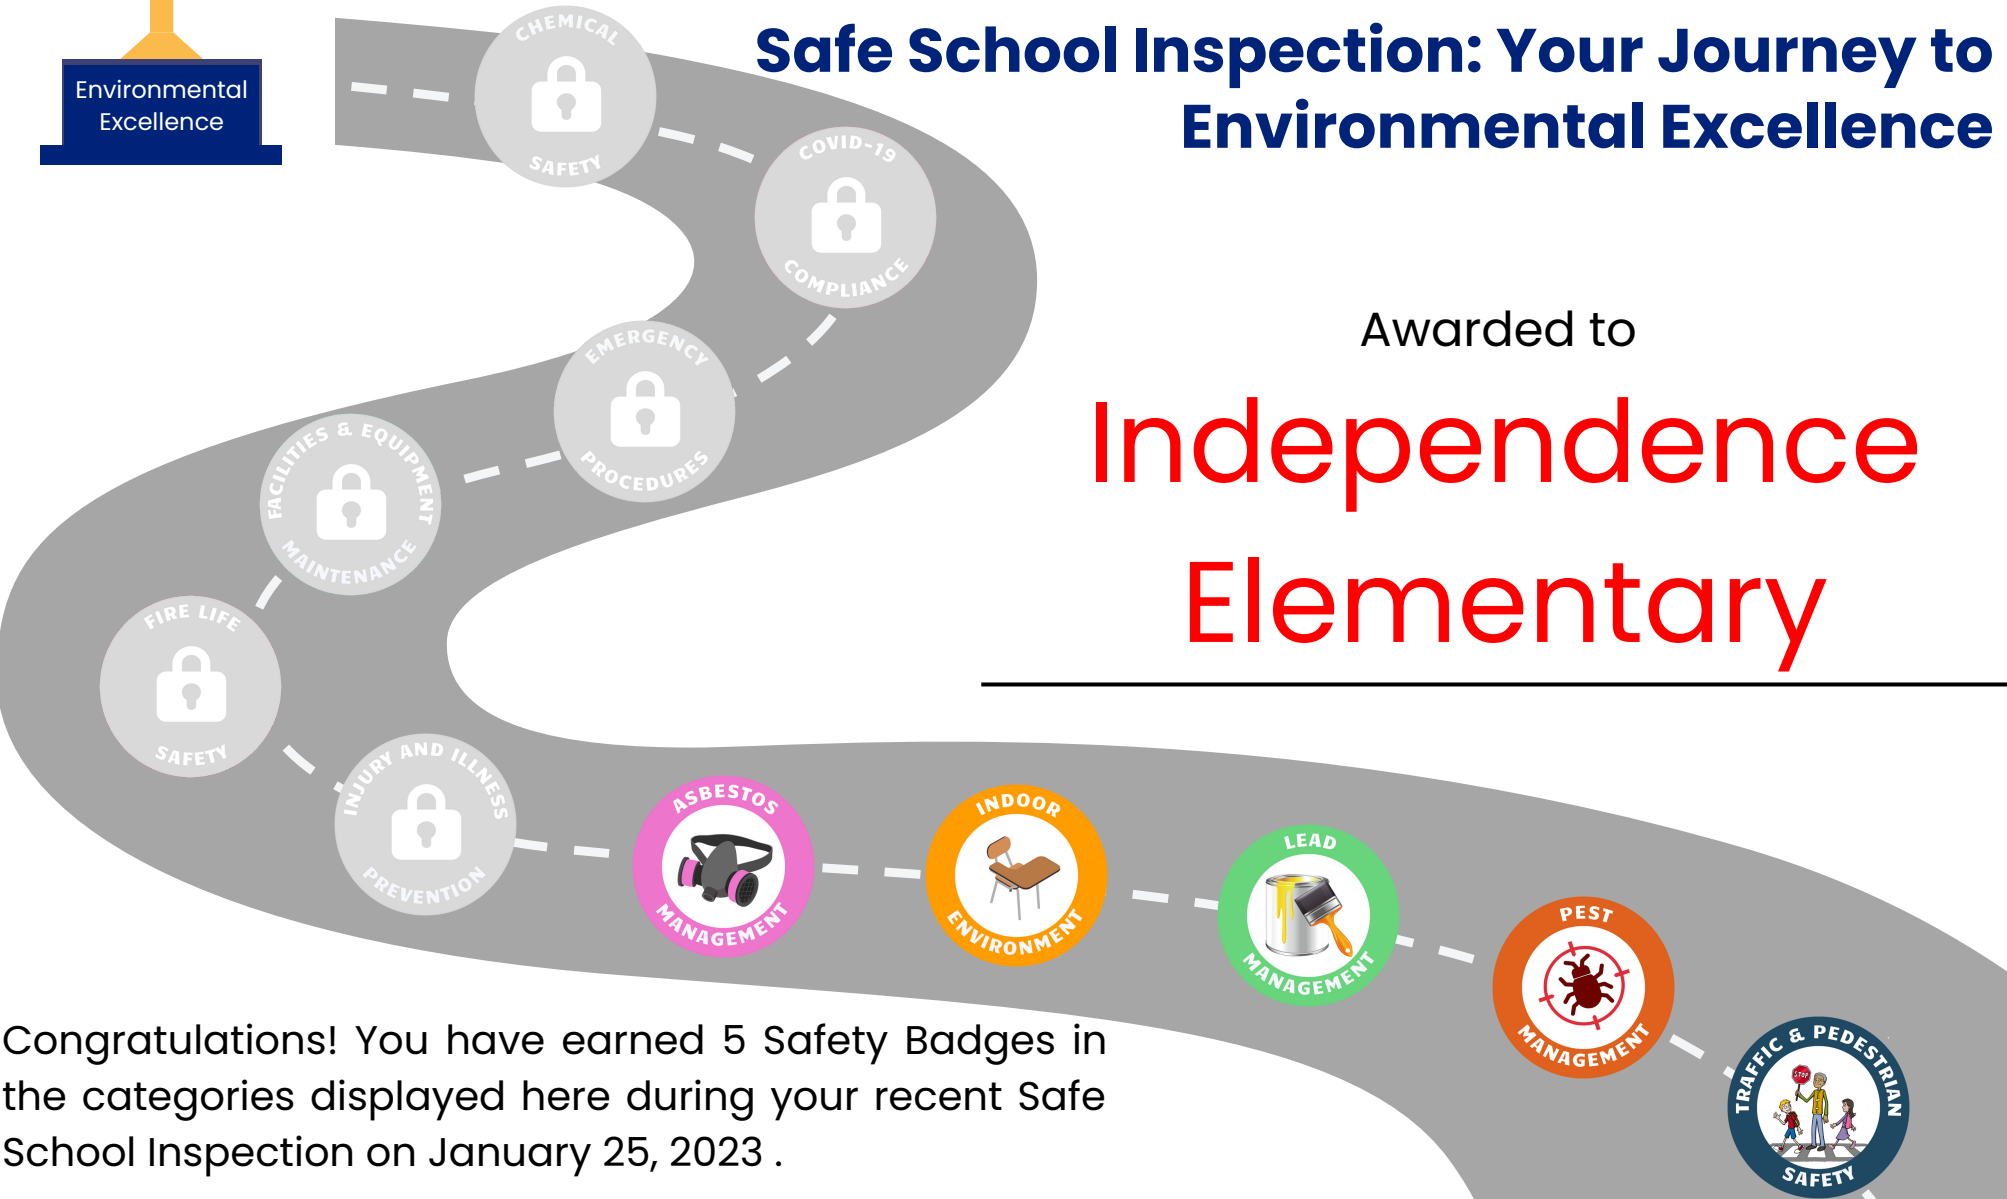 Environmental
Excellence
Safe School Inspection: Your Journey to
Environmental Excellence
CHEMICAL
SAFETY
COVID-19
COMPLIANCE
Awarded to
Independence
Elementary
EMERGENCY
PROCEDURES
FACILITIES & EQUIPMENT
MAINTENANCE
FIRE LIFE
SAFETY
INJURY AND ILLNESS
PREVENTION
ASBESTOS
MANAGEMENT
INDOOR
ENVIRONMENT
LEAD
MANAGEMENT
PEST
MANAGEMENT
TRAFFIC & PEDESTRIAN
STOP
SAFETY
Congratulations! You have earned 5 Safety Badges in
the categories displayed here during your recent Safe
School Inspection on January 25, 2023 .